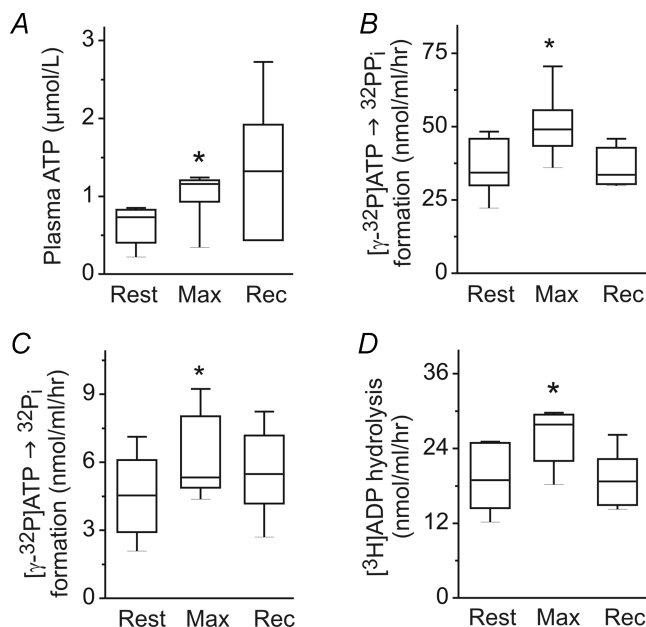 A
Plasma ATP (μmol/L)
3
2
1
0
*
Rest Max Rec
B
[γ-³²P]ATP → ³²PPᵢ
formation (nmol/ml/hr)
75
50
25
0
*
Rest Max Rec
C
[γ-³²P]ATP → ³²Pᵢ
formation (nmol/ml/hr)
9
6
3
0
*
Rest Max Rec
D
[³H]ADP hydrolysis
(nmol/ml/hr)
36
24
12
0
*
Rest Max Rec